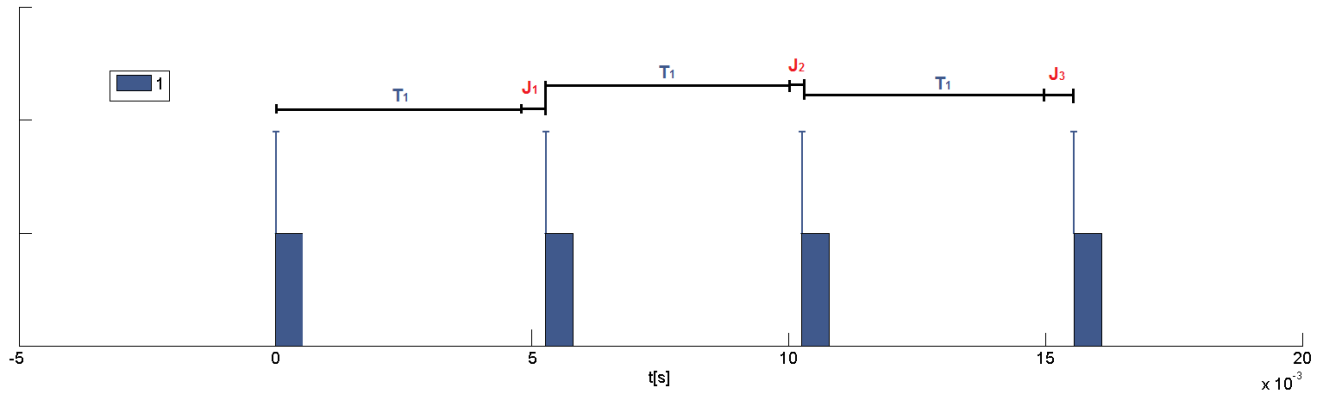 1
T₁ J₁ T₁ J₂ T₁ J₃
-5 0 5 10 15 20
t[s]
x 10⁻³